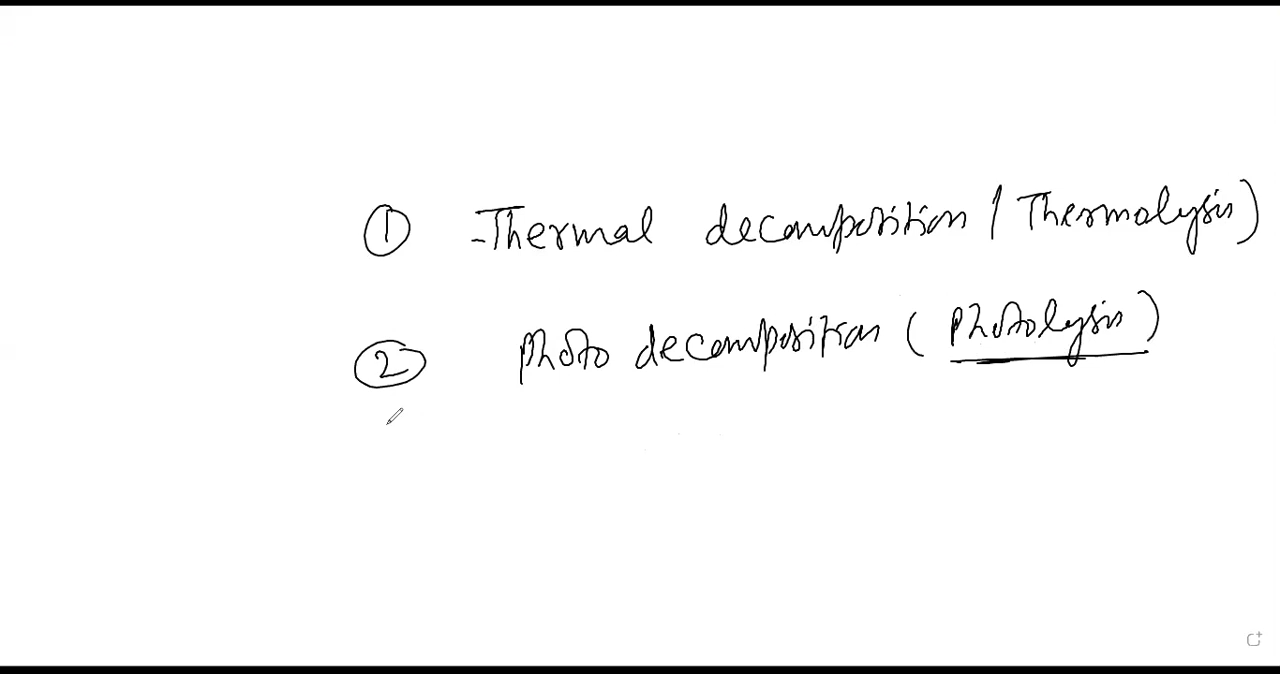 ① Thermal decomposition (Thermolysis)
② Photo decomposition (Photolysis)